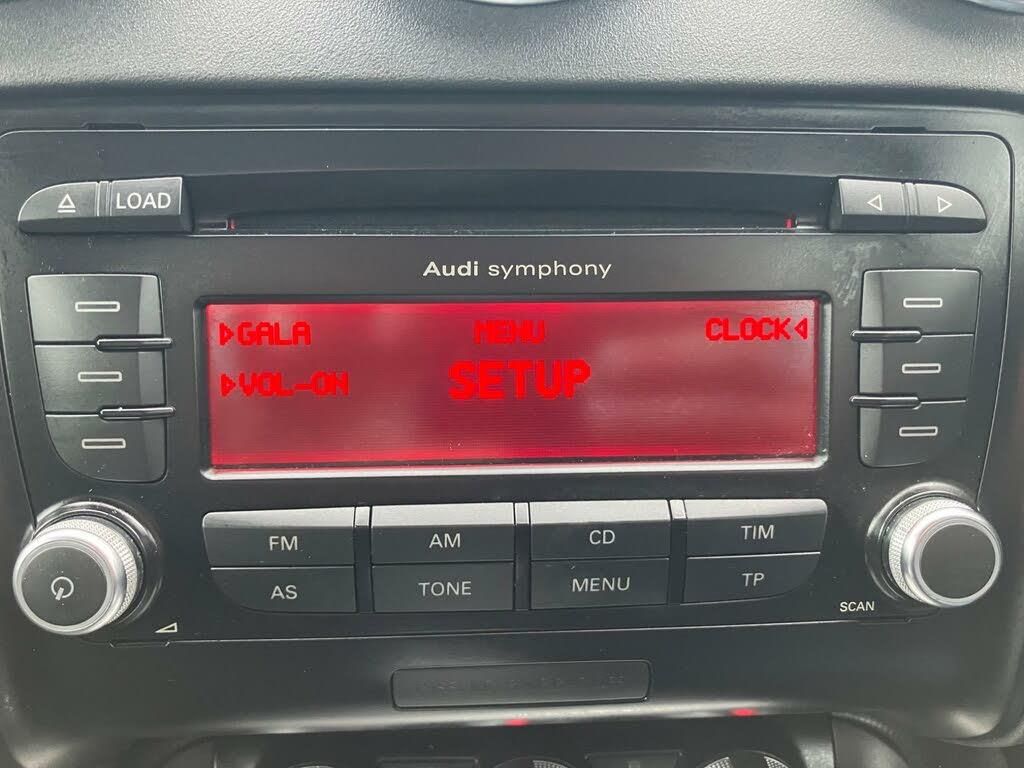 LOAD
Audi symphony
GALA MENU CLOCK
VOL-ON SETUP
FM AM CD TIM
AS TONE MENU TP
SCAN